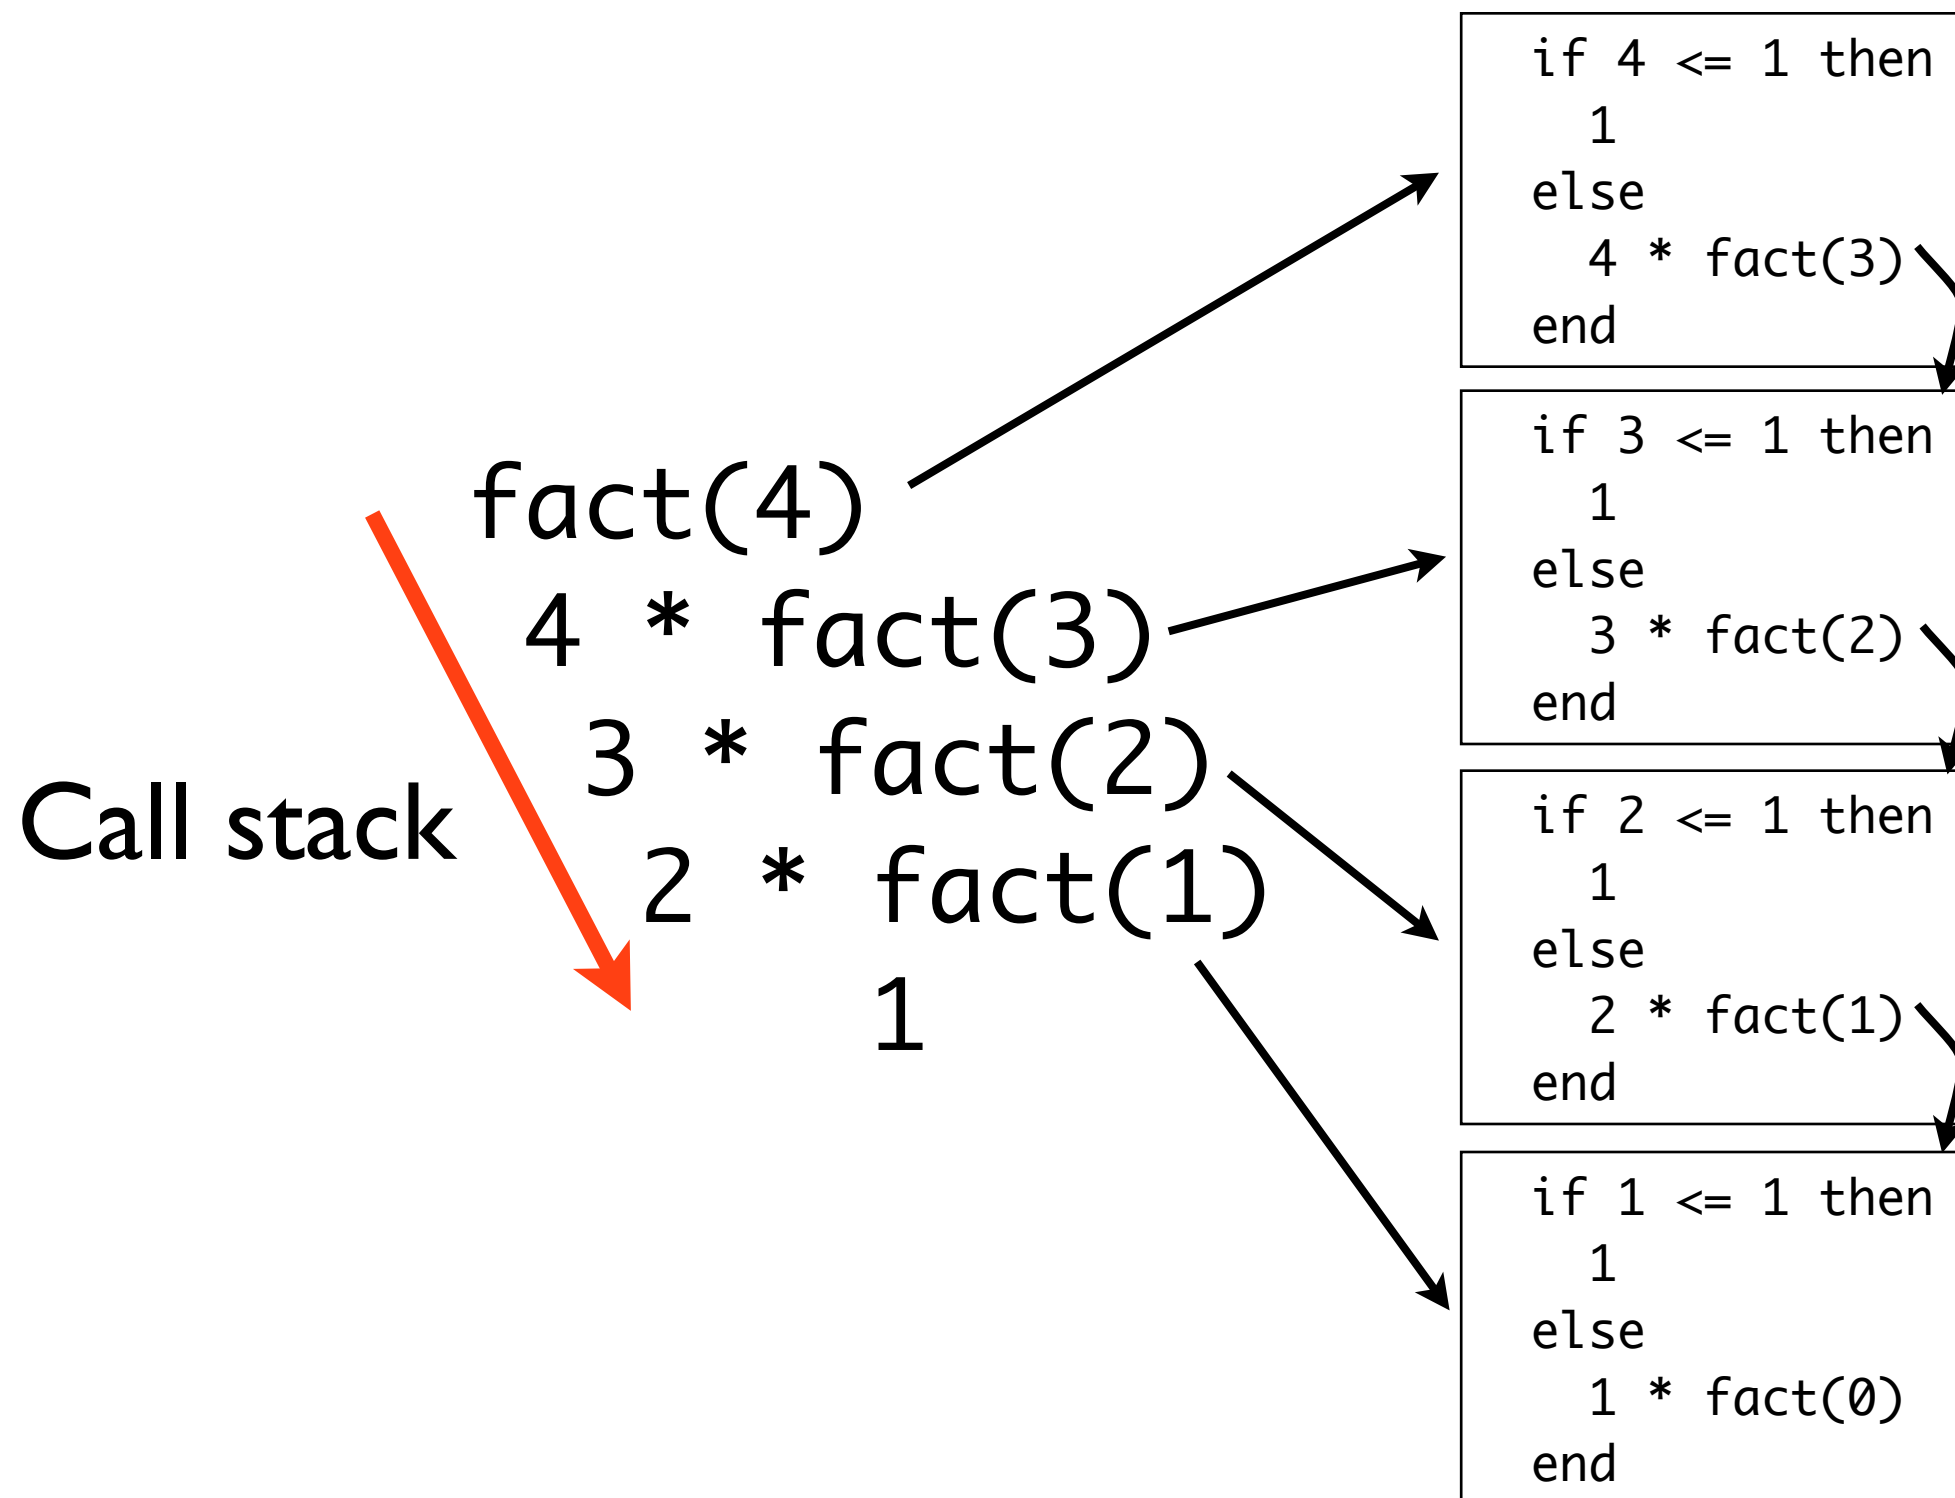 Call stack
fact(4)
4 * fact(3)
3 * fact(2)
2 * fact(1)
1
if 4 <= 1 then
1
else
4 * fact(3)
end
if 3 <= 1 then
1
else
3 * fact(2)
end
if 2 <= 1 then
1
else
2 * fact(1)
end
if 1 <= 1 then
1
else
1 * fact(0)
end